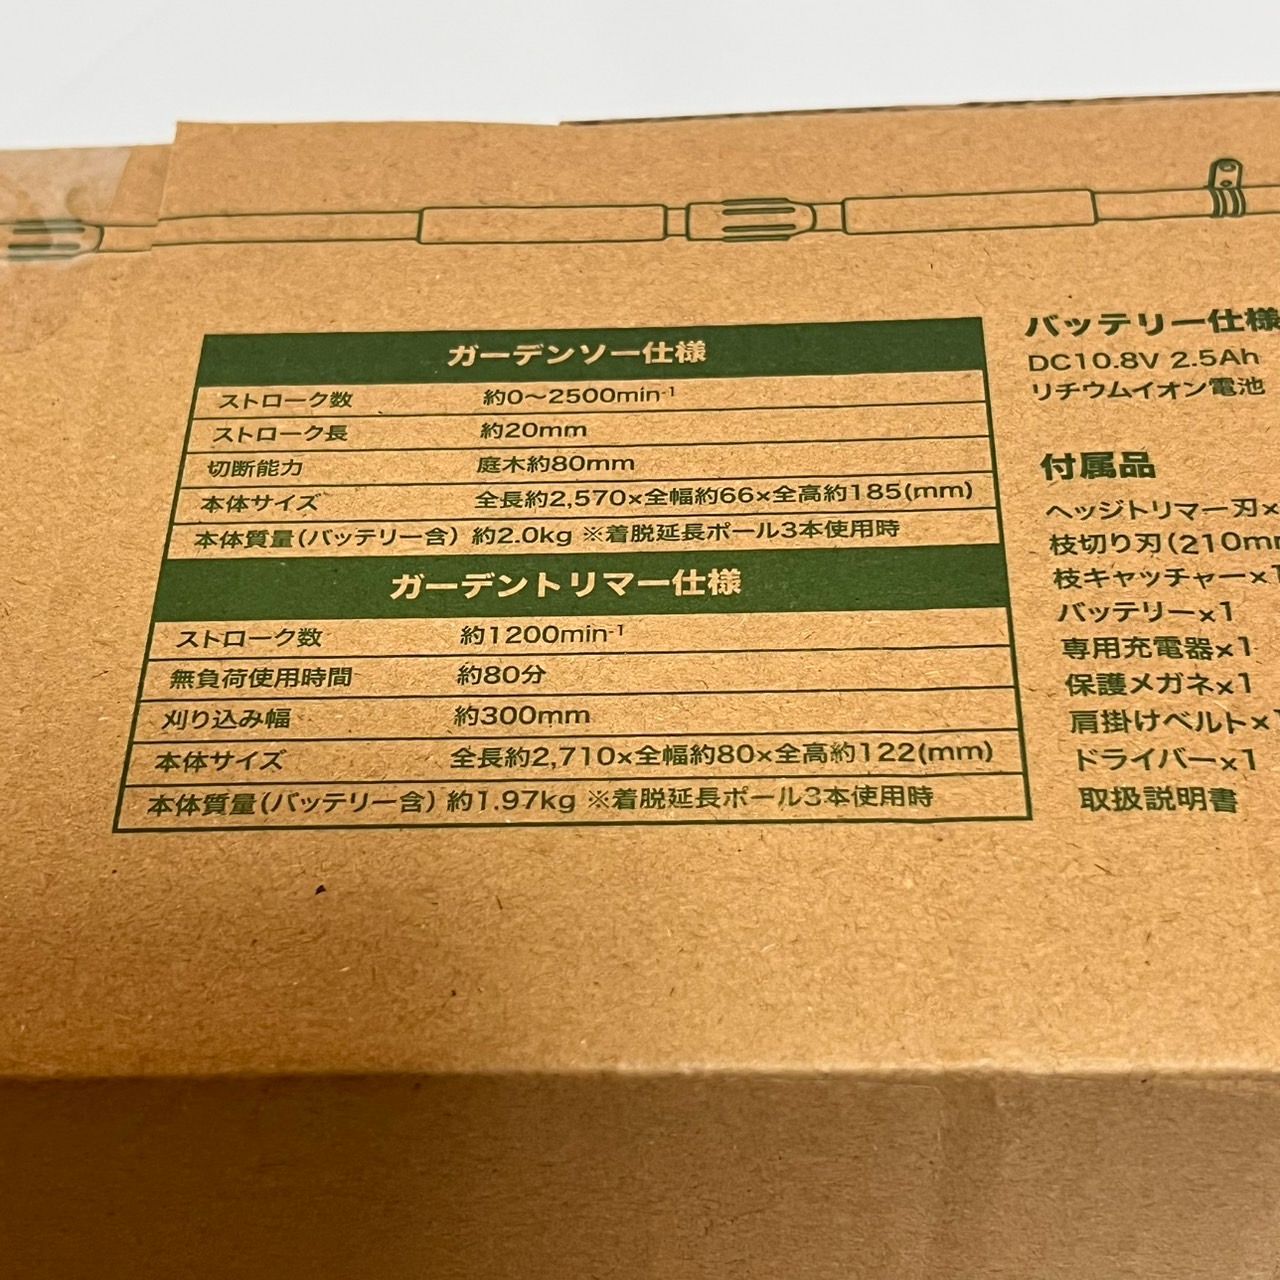 ガーデンソー仕様
ストローク数 約0〜2500min-1
ストローク長 約20mm
切断能力 庭木約80mm
本体サイズ 全長約2,570×全幅約66×全高約185(mm)
本体質量(バッテリー含) 約2.0kg ※着脱延長ポール3本使用時
ガーデントリマー仕様
ストローク数 約1200min-1
無負荷使用時間 約80分
刈り込み幅 約300mm
本体サイズ 全長約2,710×全幅約80×全高約122(mm)
本体質量(バッテリー含) 約1.97kg ※着脱延長ポール3本使用時
バッテリー仕様
DC10.8V 2.5Ah
リチウムイオン電池
付属品
ヘッジトリマー刃×
枝切り刃(210mm
枝キャッチャー×1
バッテリー×1
専用充電器×1
保護メガネ×1
肩掛けベルト×1
ドライバー×1
取扱説明書